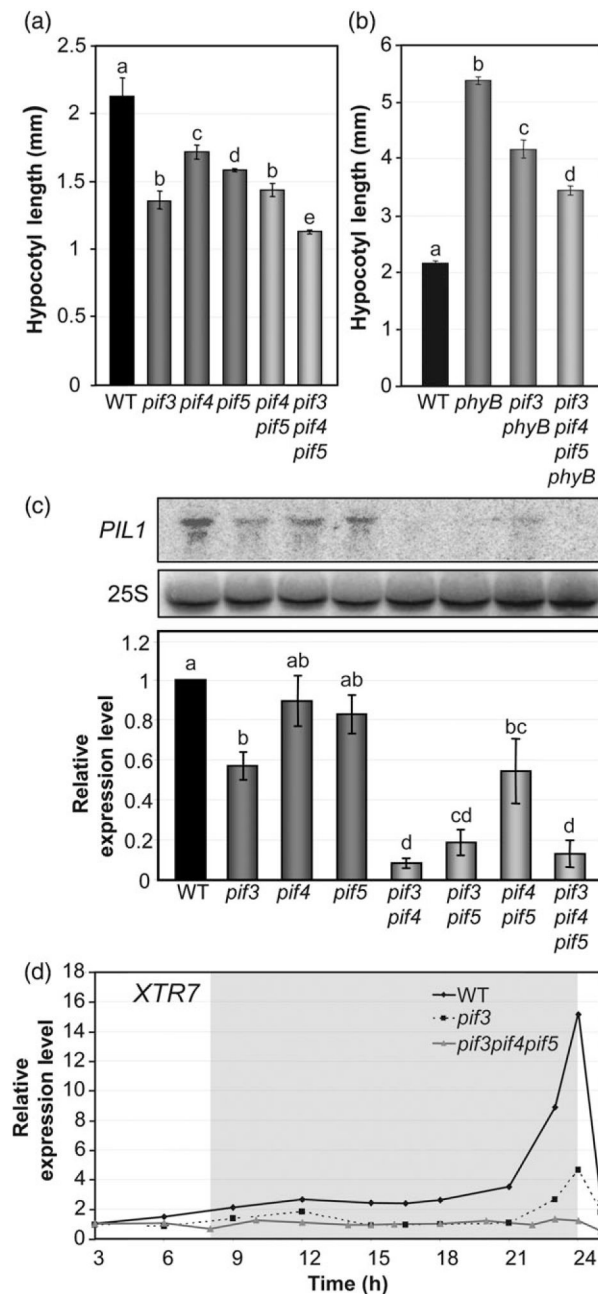 (a)
2.5
2
1.5
1
0.5
0
Hypocotyl length (mm)
a
b
c
d
b
e
WT pif3 pif4 pif5 pif4 pif3
pif5 pif4
pif5
(b)
6
5
4
3
2
1
0
Hypocotyl length (mm)
a
b
c
d
WT phyB pif3 pif3
phyB pif4
pif5
phyB
(c)
PIL1
25S
1.2
1
0.8
0.6
0.4
0.2
0
Relative
expression level
a
b
ab
ab
d
cd
bc
d
WT pif3 pif4 pif5 pif3 pif3 pif4 pif3
pif4 pif5 pif5 pif4
pif5
(d)
18
16
14
12
10
8
6
4
2
0
Relative
expression level
XTR7
WT
pif3
pif3pif4pif5
3 6 9 12 15 18 21 24
Time (h)